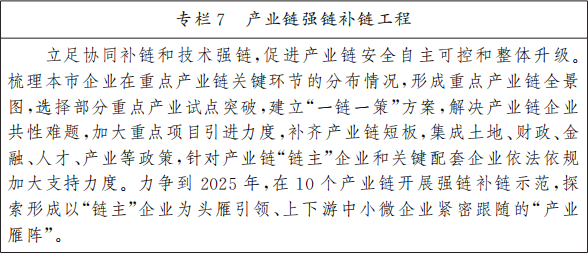 专栏7 产业链强链补链工程
立足协同补链和技术强链,促进产业链安全自主可控和整体升级。
梳理本市企业在重点产业链关键环节的分布情况,形成重点产业链全景
图,选择部分重点产业试点突破,建立“一链一策”方案,解决产业链企业
共性难题,加大重点项目引进力度,补齐产业链短板,集成土地、财政、金
融、人才、产业等政策,针对产业链“链主”企业和关键配套企业依法依规
加大支持力度。力争到2025年,在10个产业链开展强链补链示范,探
索形成以“链主”企业为头雁引领、上下游中小微企业紧密跟随的“产业
雁阵”。